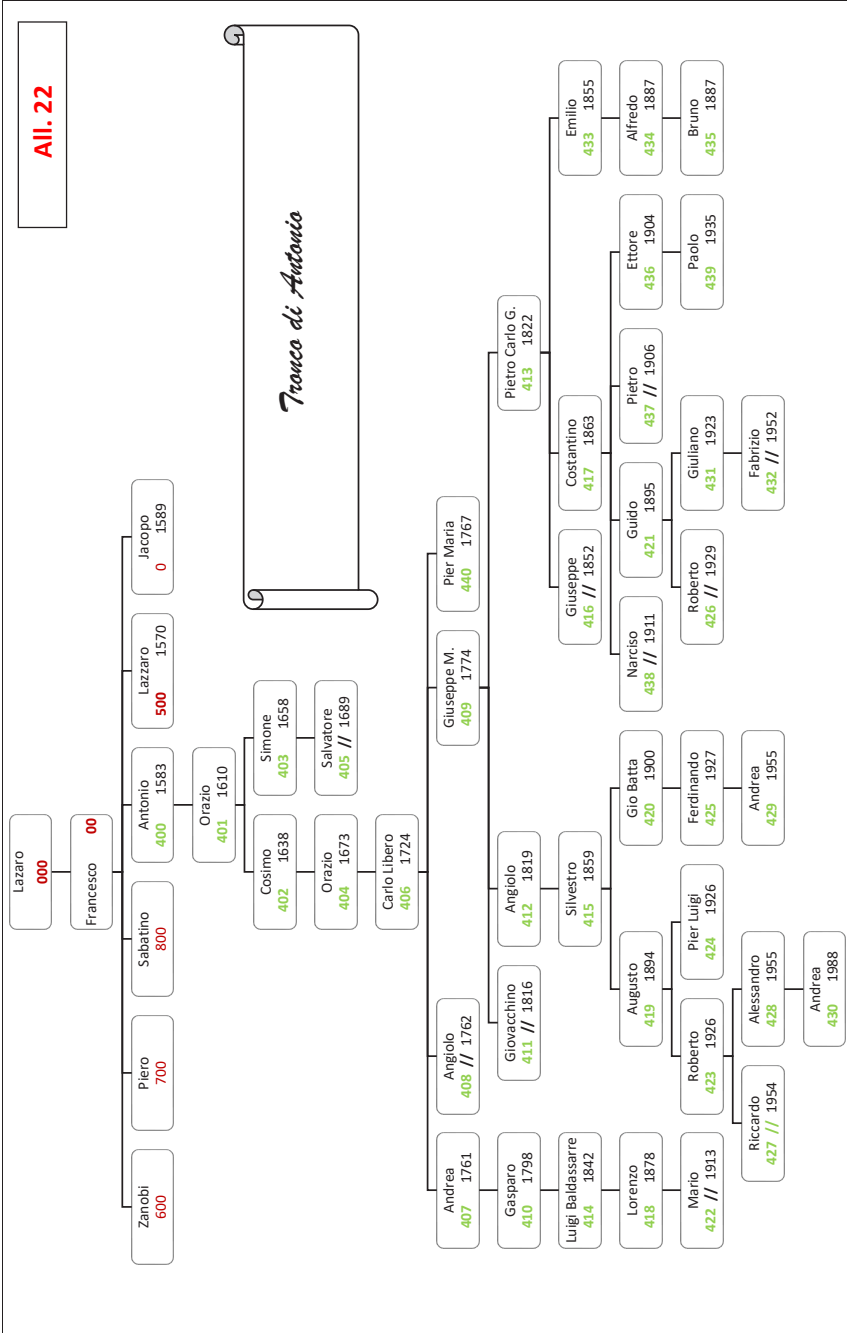 All. 22
Tronco di Antonio
Lazaro
000
Francesco 00
Zanobi
600
Piero
700
Sabatino
800
Antonio
400 1583
Lazzaro
500 1570
Jacopo
0 1589
Orazio
401 1610
Cosimo
402 1638
Simone
403 1658
Orazio
404 1673
Salvatore
405 // 1689
Carlo Libero
406 1724
Andrea
407 1761
Angiolo
408 // 1762
Giuseppe M.
409 1774
Pier Maria
440 1767
Gasparo
410 1798
Giovacchino
411 // 1816
Angiolo
412 1819
Pietro Carlo G.
413 1822
Luigi Baldassarre
414 1842
Silvestro
415 1859
Giuseppe
416 // 1852
Costantino
417 1863
Emilio
433 1855
Lorenzo
418 1878
Augusto
419 1894
Gio Batta
420 1900
Narciso
438 // 1911
Guido
421 1895
Pietro
437 // 1906
Ettore
436 1904
Alfredo
434 1887
Mario
422 // 1913
Roberto
423 1926
Pier Luigi
424 1926
Ferdinando
425 1927
Roberto
426 // 1929
Giuliano
431 1923
Paolo
439 1935
Bruno
435 1887
Riccardo
427 // 1954
Alessandro
428 1955
Andrea
429 1955
Fabrizio
432 // 1952
Andrea
430 1988